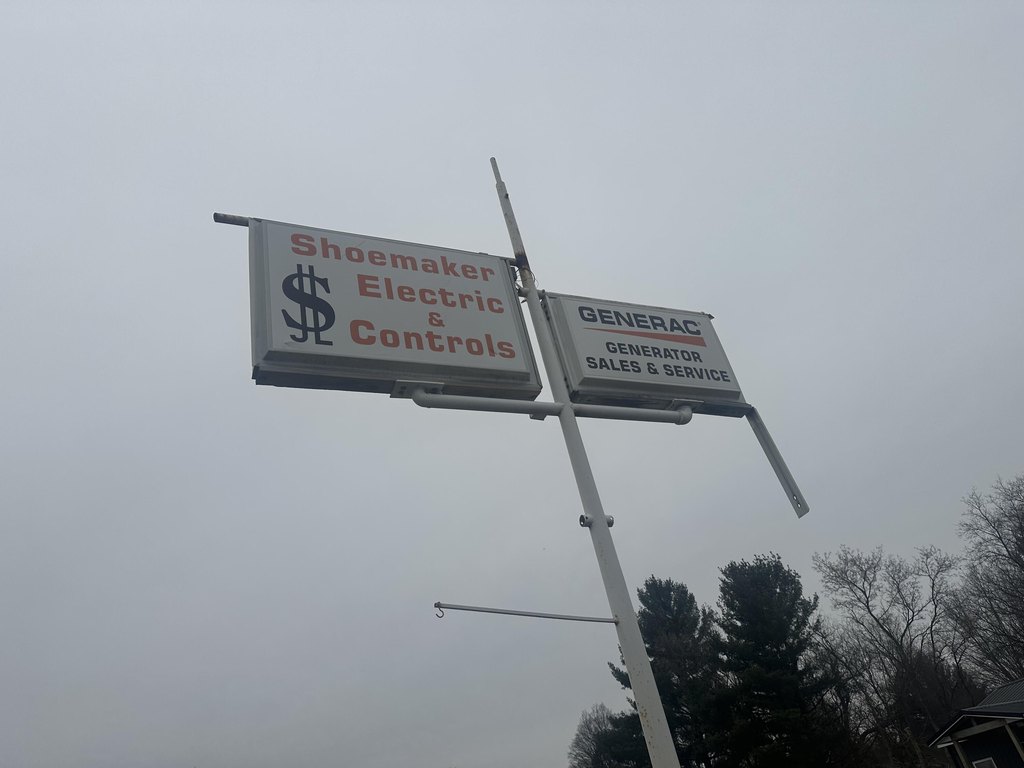 Shoemaker
Electric
&
Controls
GENERAC
GENERATOR
SALES & SERVICE